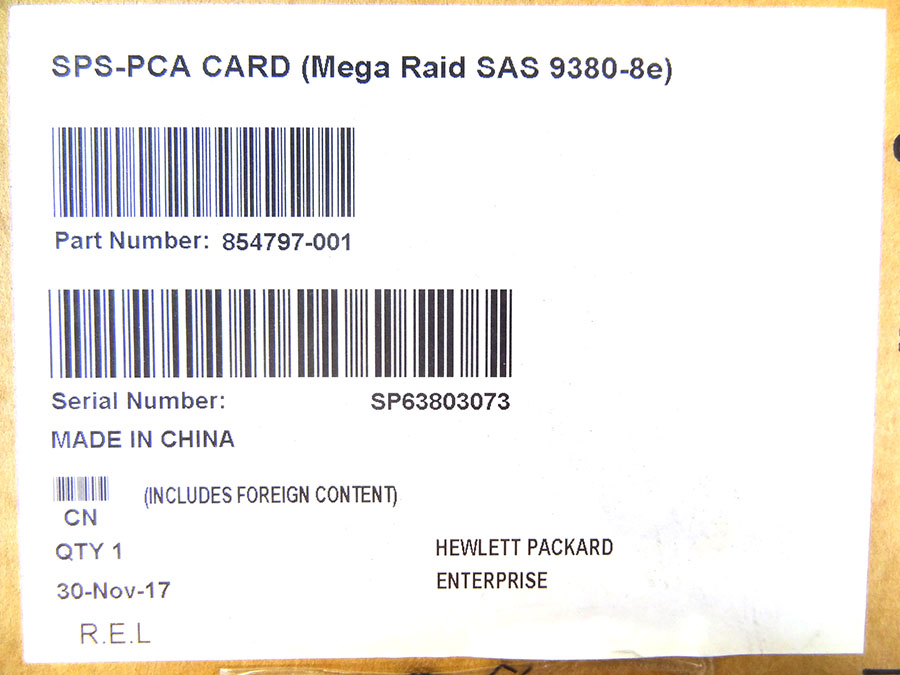 SPS-PCA CARD (Mega Raid SAS 9380-8e)
Part Number: 854797-001
Serial Number: SP63803073
MADE IN CHINA
(INCLUDES FOREIGN CONTENT)
CN
QTY 1
HEWLETT PACKARD
ENTERPRISE
30-Nov-17
R.E.L